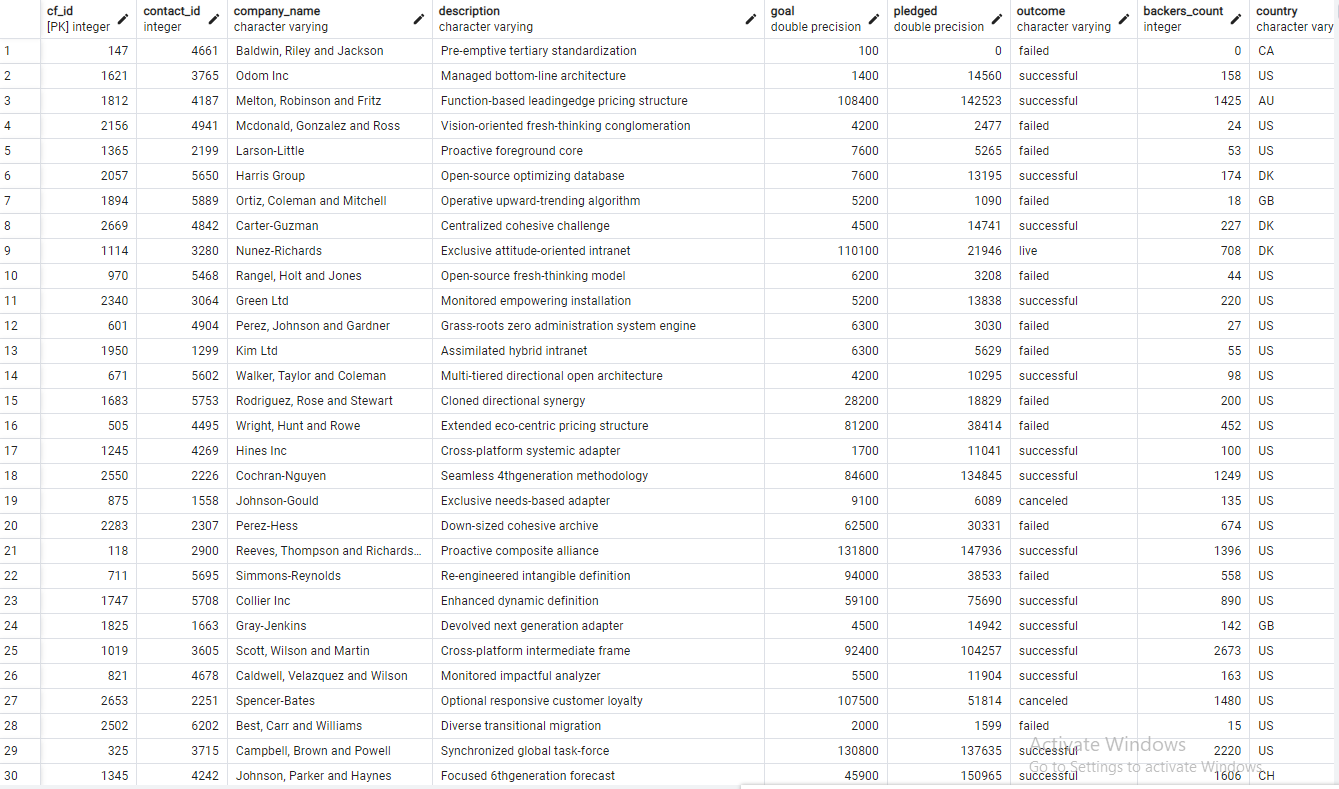 cf_id contact_id company_name description goal pledged outcome backers_count country
[PK] integer integer character varying character varying double precision double precision character varying integer character vary
1 147 4661 Baldwin, Riley and Jackson Pre-emptive tertiary standardization 100 0 failed 0 CA
2 1621 3765 Odom Inc Managed bottom-line architecture 1400 14560 successful 158 US
3 1812 4187 Melton, Robinson and Fritz Function-based leadingedge pricing structure 108400 142523 successful 1425 AU
4 2156 4941 Mcdonald, Gonzalez and Ross Vision-oriented fresh-thinking conglomeration 4200 2477 failed 24 US
5 1365 2199 Larson-Little Proactive foreground core 7600 5265 failed 53 US
6 2057 5650 Harris Group Open-source optimizing database 7600 13195 successful 174 DK
7 1894 5889 Ortiz, Coleman and Mitchell Operative upward-trending algorithm 5200 1090 failed 18 GB
8 2669 4842 Carter-Guzman Centralized cohesive challenge 4500 14741 successful 227 DK
9 1114 3280 Nunez-Richards Exclusive attitude-oriented intranet 110100 21946 live 708 DK
10 970 5468 Rangel, Holt and Jones Open-source fresh-thinking model 6200 3208 failed 44 US
11 2340 3064 Green Ltd Monitored empowering installation 5200 13838 successful 220 US
12 601 4904 Perez, Johnson and Gardner Grass-roots zero administration system engine 6300 3030 failed 27 US
13 1950 1299 Kim Ltd Assimilated hybrid intranet 6300 5629 failed 55 US
14 671 5602 Walker, Taylor and Coleman Multi-tiered directional open architecture 4200 10295 successful 98 US
15 1683 5753 Rodriguez, Rose and Stewart Cloned directional synergy 28200 18829 failed 200 US
16 505 4495 Wright, Hunt and Rowe Extended eco-centric pricing structure 81200 38414 failed 452 US
17 1245 4269 Hines Inc Cross-platform systemic adapter 1700 11041 successful 100 US
18 2550 2226 Cochran-Nguyen Seamless 4thgeneration methodology 84600 134845 successful 1249 US
19 875 1558 Johnson-Gould Exclusive needs-based adapter 9100 6089 canceled 135 US
20 2283 2307 Perez-Hess Down-sized cohesive archive 62500 30331 failed 674 US
21 118 2900 Reeves, Thompson and Richards... Proactive composite alliance 131800 147936 successful 1396 US
22 711 5695 Simmons-Reynolds Re-engineered intangible definition 94000 38533 failed 558 US
23 1747 5708 Collier Inc Enhanced dynamic definition 59100 75690 successful 890 US
24 1825 1663 Gray-Jenkins Devolved next generation adapter 4500 14942 successful 142 GB
25 1019 3605 Scott, Wilson and Martin Cross-platform intermediate frame 92400 104257 successful 2673 US
26 821 4678 Caldwell, Velazquez and Wilson Monitored impactful analyzer 5500 11904 successful 163 US
27 2653 2251 Spencer-Bates Optional responsive customer loyalty 107500 51814 canceled 1480 US
28 2502 6202 Best, Carr and Williams Diverse transitional migration 2000 1599 failed 15 US
29 325 3715 Campbell, Brown and Powell Synchronized global task-force 130800 137635 successful 2220 US
Activate Windows
Go to Settings to activate Windows.
30 1345 4242 Johnson, Parker and Haynes Focused 6thgeneration forecast 45900 150965 successful 1606 CH